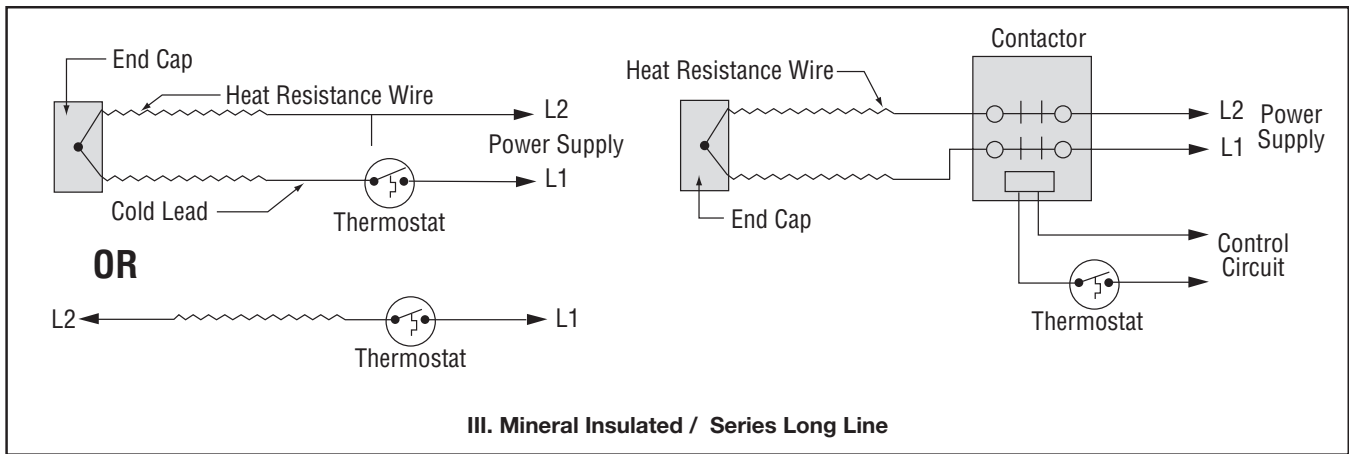 End Cap
Heat Resistance Wire
L2
Power Supply
L1
Cold Lead
Thermostat
OR
L2
L1
Thermostat
Contactor
Heat Resistance Wire
L2
Power
Supply
L1
End Cap
Control
Circuit
Thermostat
III. Mineral Insulated / Series Long Line